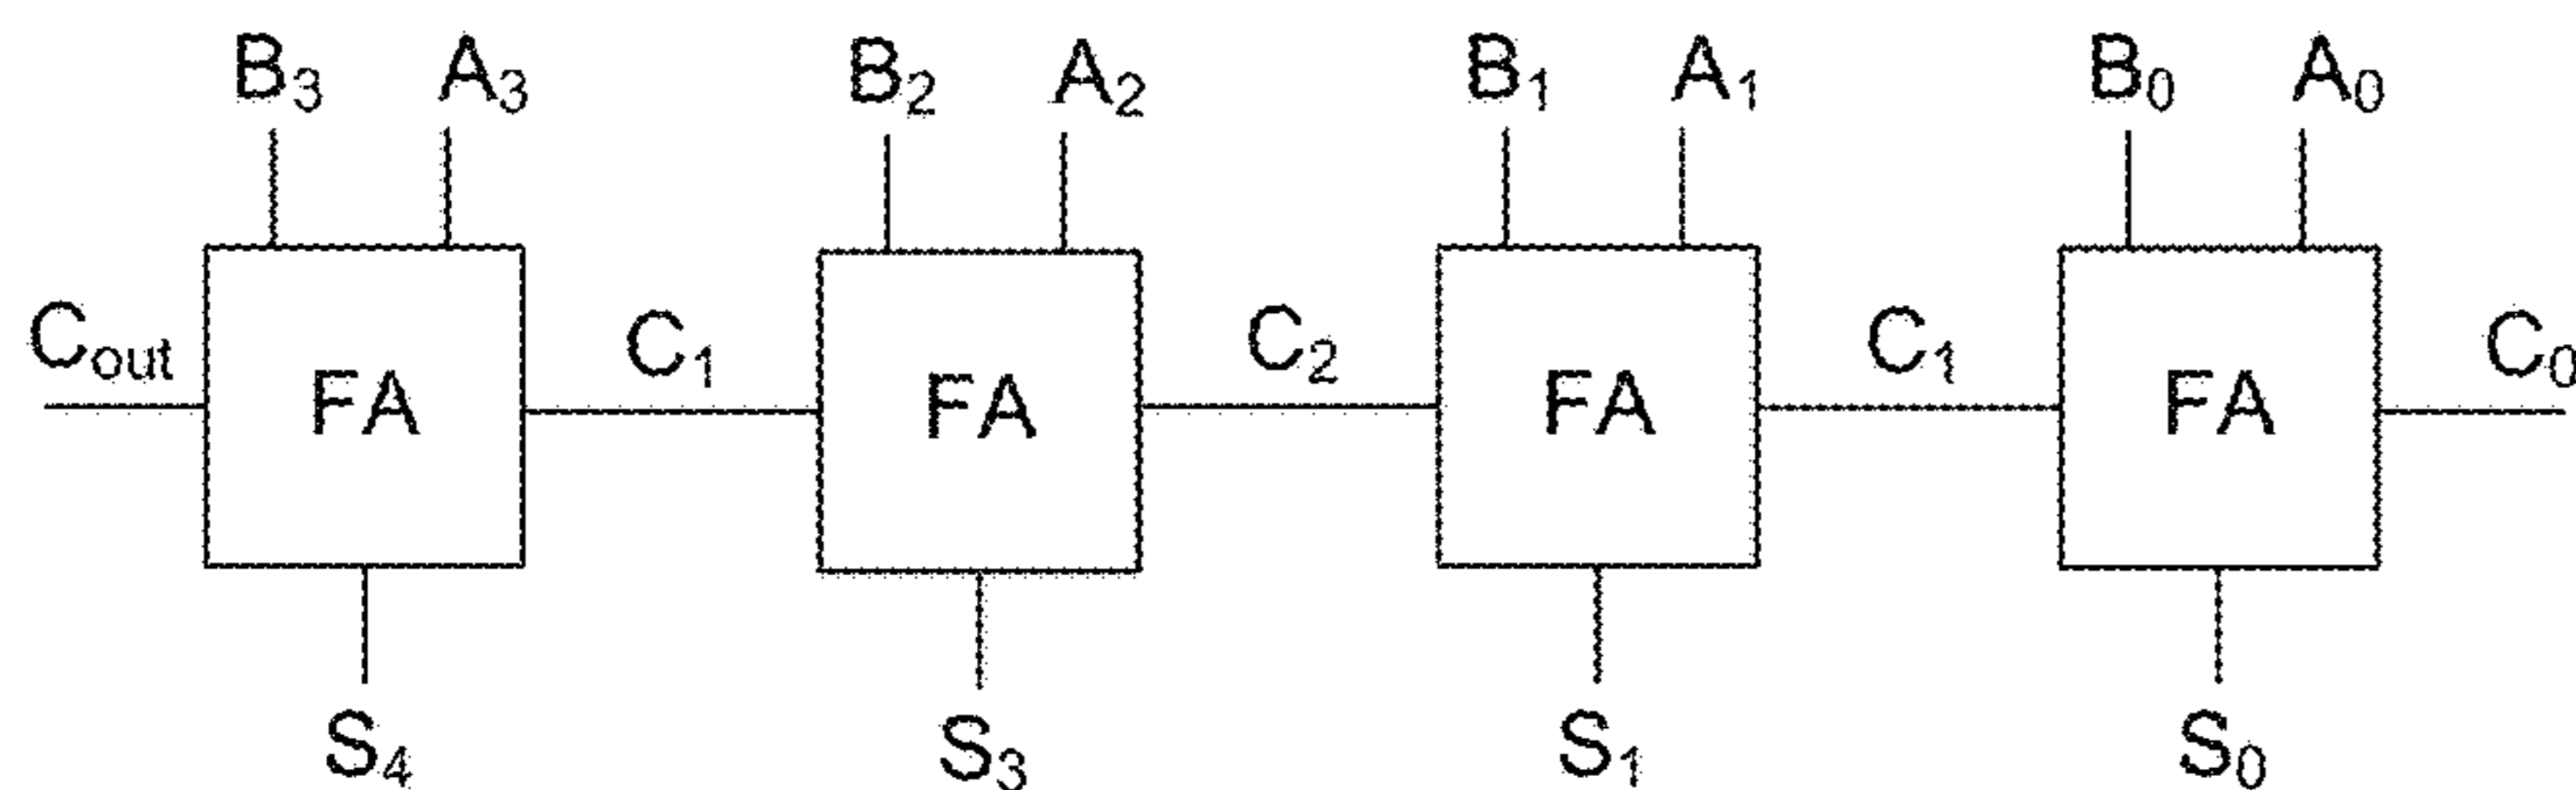 B₃ A₃ B₂ A₂ B₁ A₁ B₀ A₀
C_out C₁ C₂ C₁ C₀
FA FA FA FA
S₄ S₃ S₁ S₀